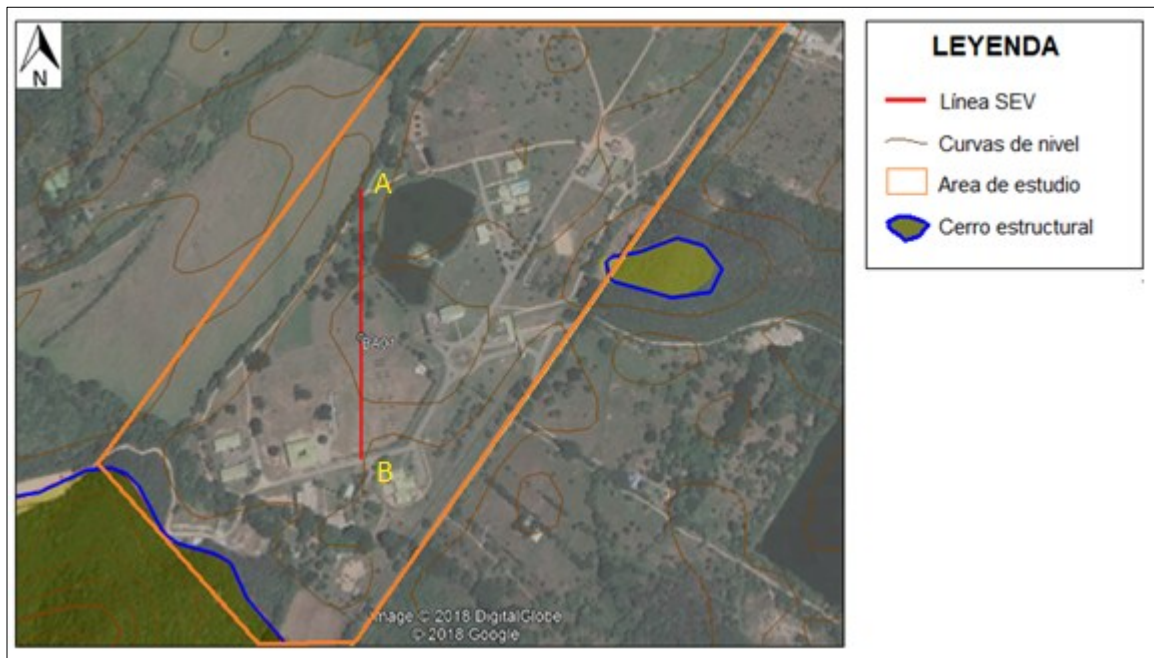 N
LEYENDA
Línea SEV
Curvas de nivel
Area de estudio
Cerro estructural
A
B
Image © 2018 DigitalGlobe
© 2018 Google